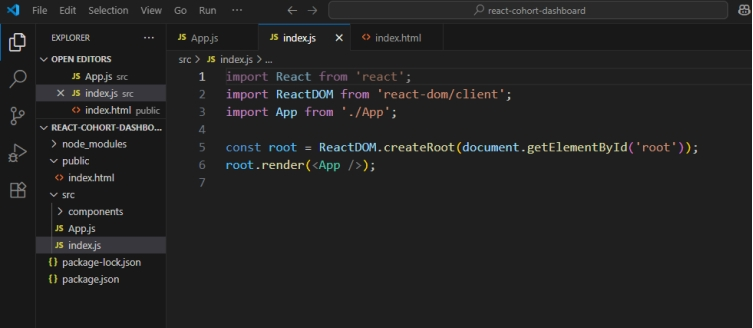 File Edit Selection View Go Run ··· react-cohort-dashboard
EXPLORER ···
OPEN EDITORS
JS App.js src
JS index.js src
<> index.html public
REACT-COHORT-DASHBO...
node_modules
public
<> index.html
src
components
JS App.js
JS index.js
{} package-lock.json
{} package.json
JS App.js JS index.js <> index.html
src > JS index.js > ...
1 import React from 'react';
2 import ReactDOM from 'react-dom/client';
3 import App from './App';
4
5 const root = ReactDOM.createRoot(document.getElementById('root'));
6 root.render(<App />);
7